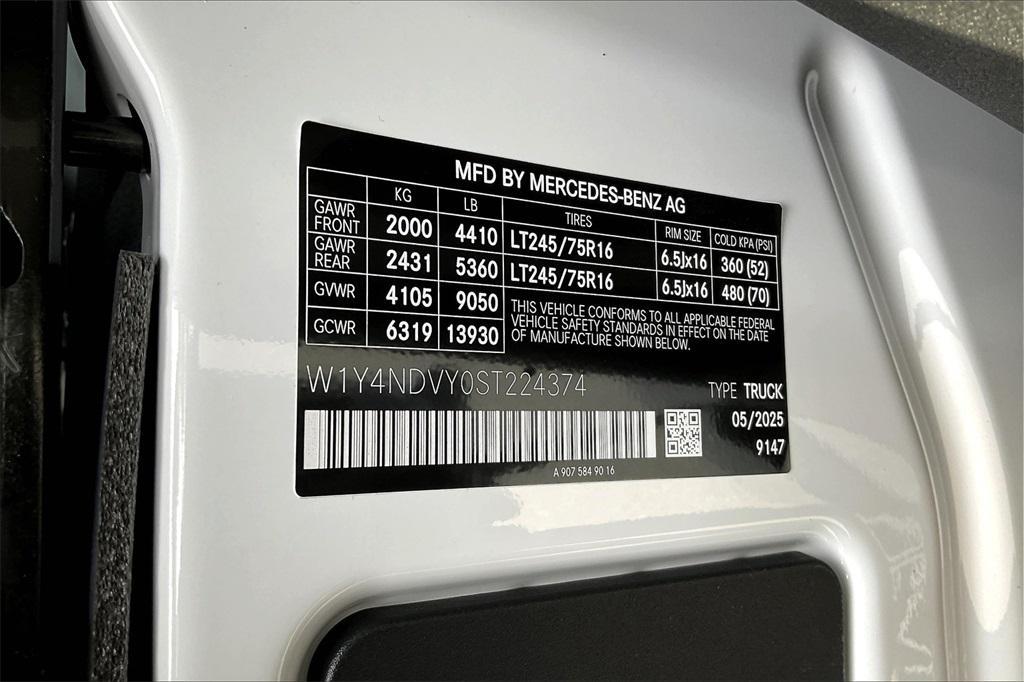 MFD BY MERCEDES-BENZ AG
KG LB TIRES RIM SIZE COLD KPA (PSI)
GAWR FRONT 2000 4410 LT245/75R16 6.5Jx16 360 (52)
GAWR REAR 2431 5360 LT245/75R16 6.5Jx16 480 (70)
GVWR 4105 9050
GCWR 6319 13930
THIS VEHICLE CONFORMS TO ALL APPLICABLE FEDERAL
VEHICLE SAFETY STANDARDS IN EFFECT ON THE DATE
OF MANUFACTURE SHOWN BELOW.
W1Y4NDVY0ST224374
TYPE TRUCK
05/2025
9147
A 907 584 90 16